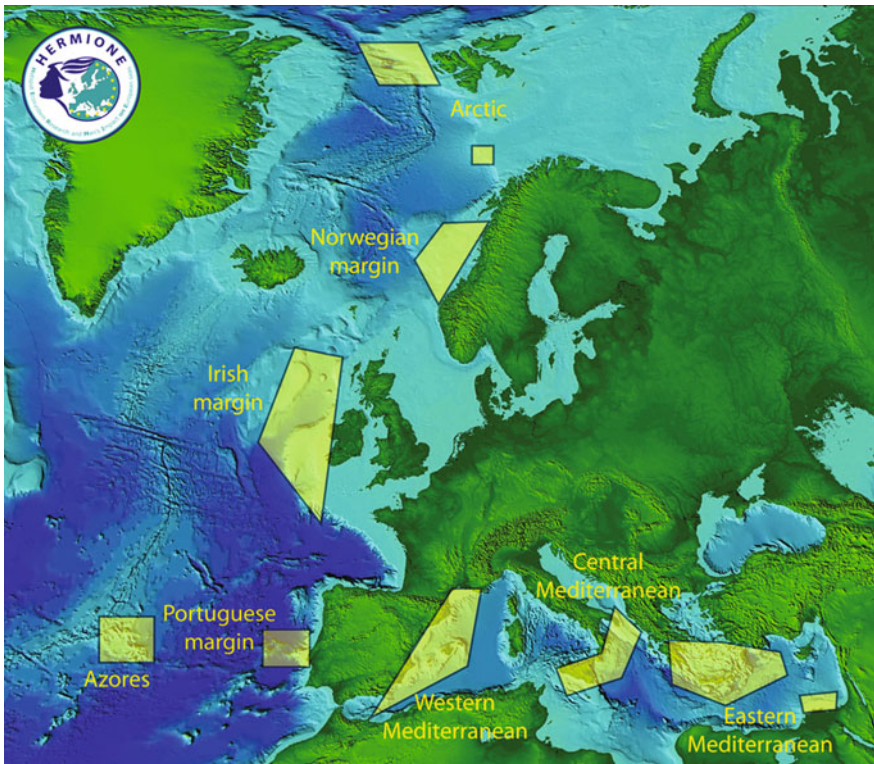 HERMIONE
Arctic
Norwegian
margin
Irish
margin
Central
Mediterranean
Portuguese
margin
Azores
Western
Mediterranean
Eastern
Mediterranean